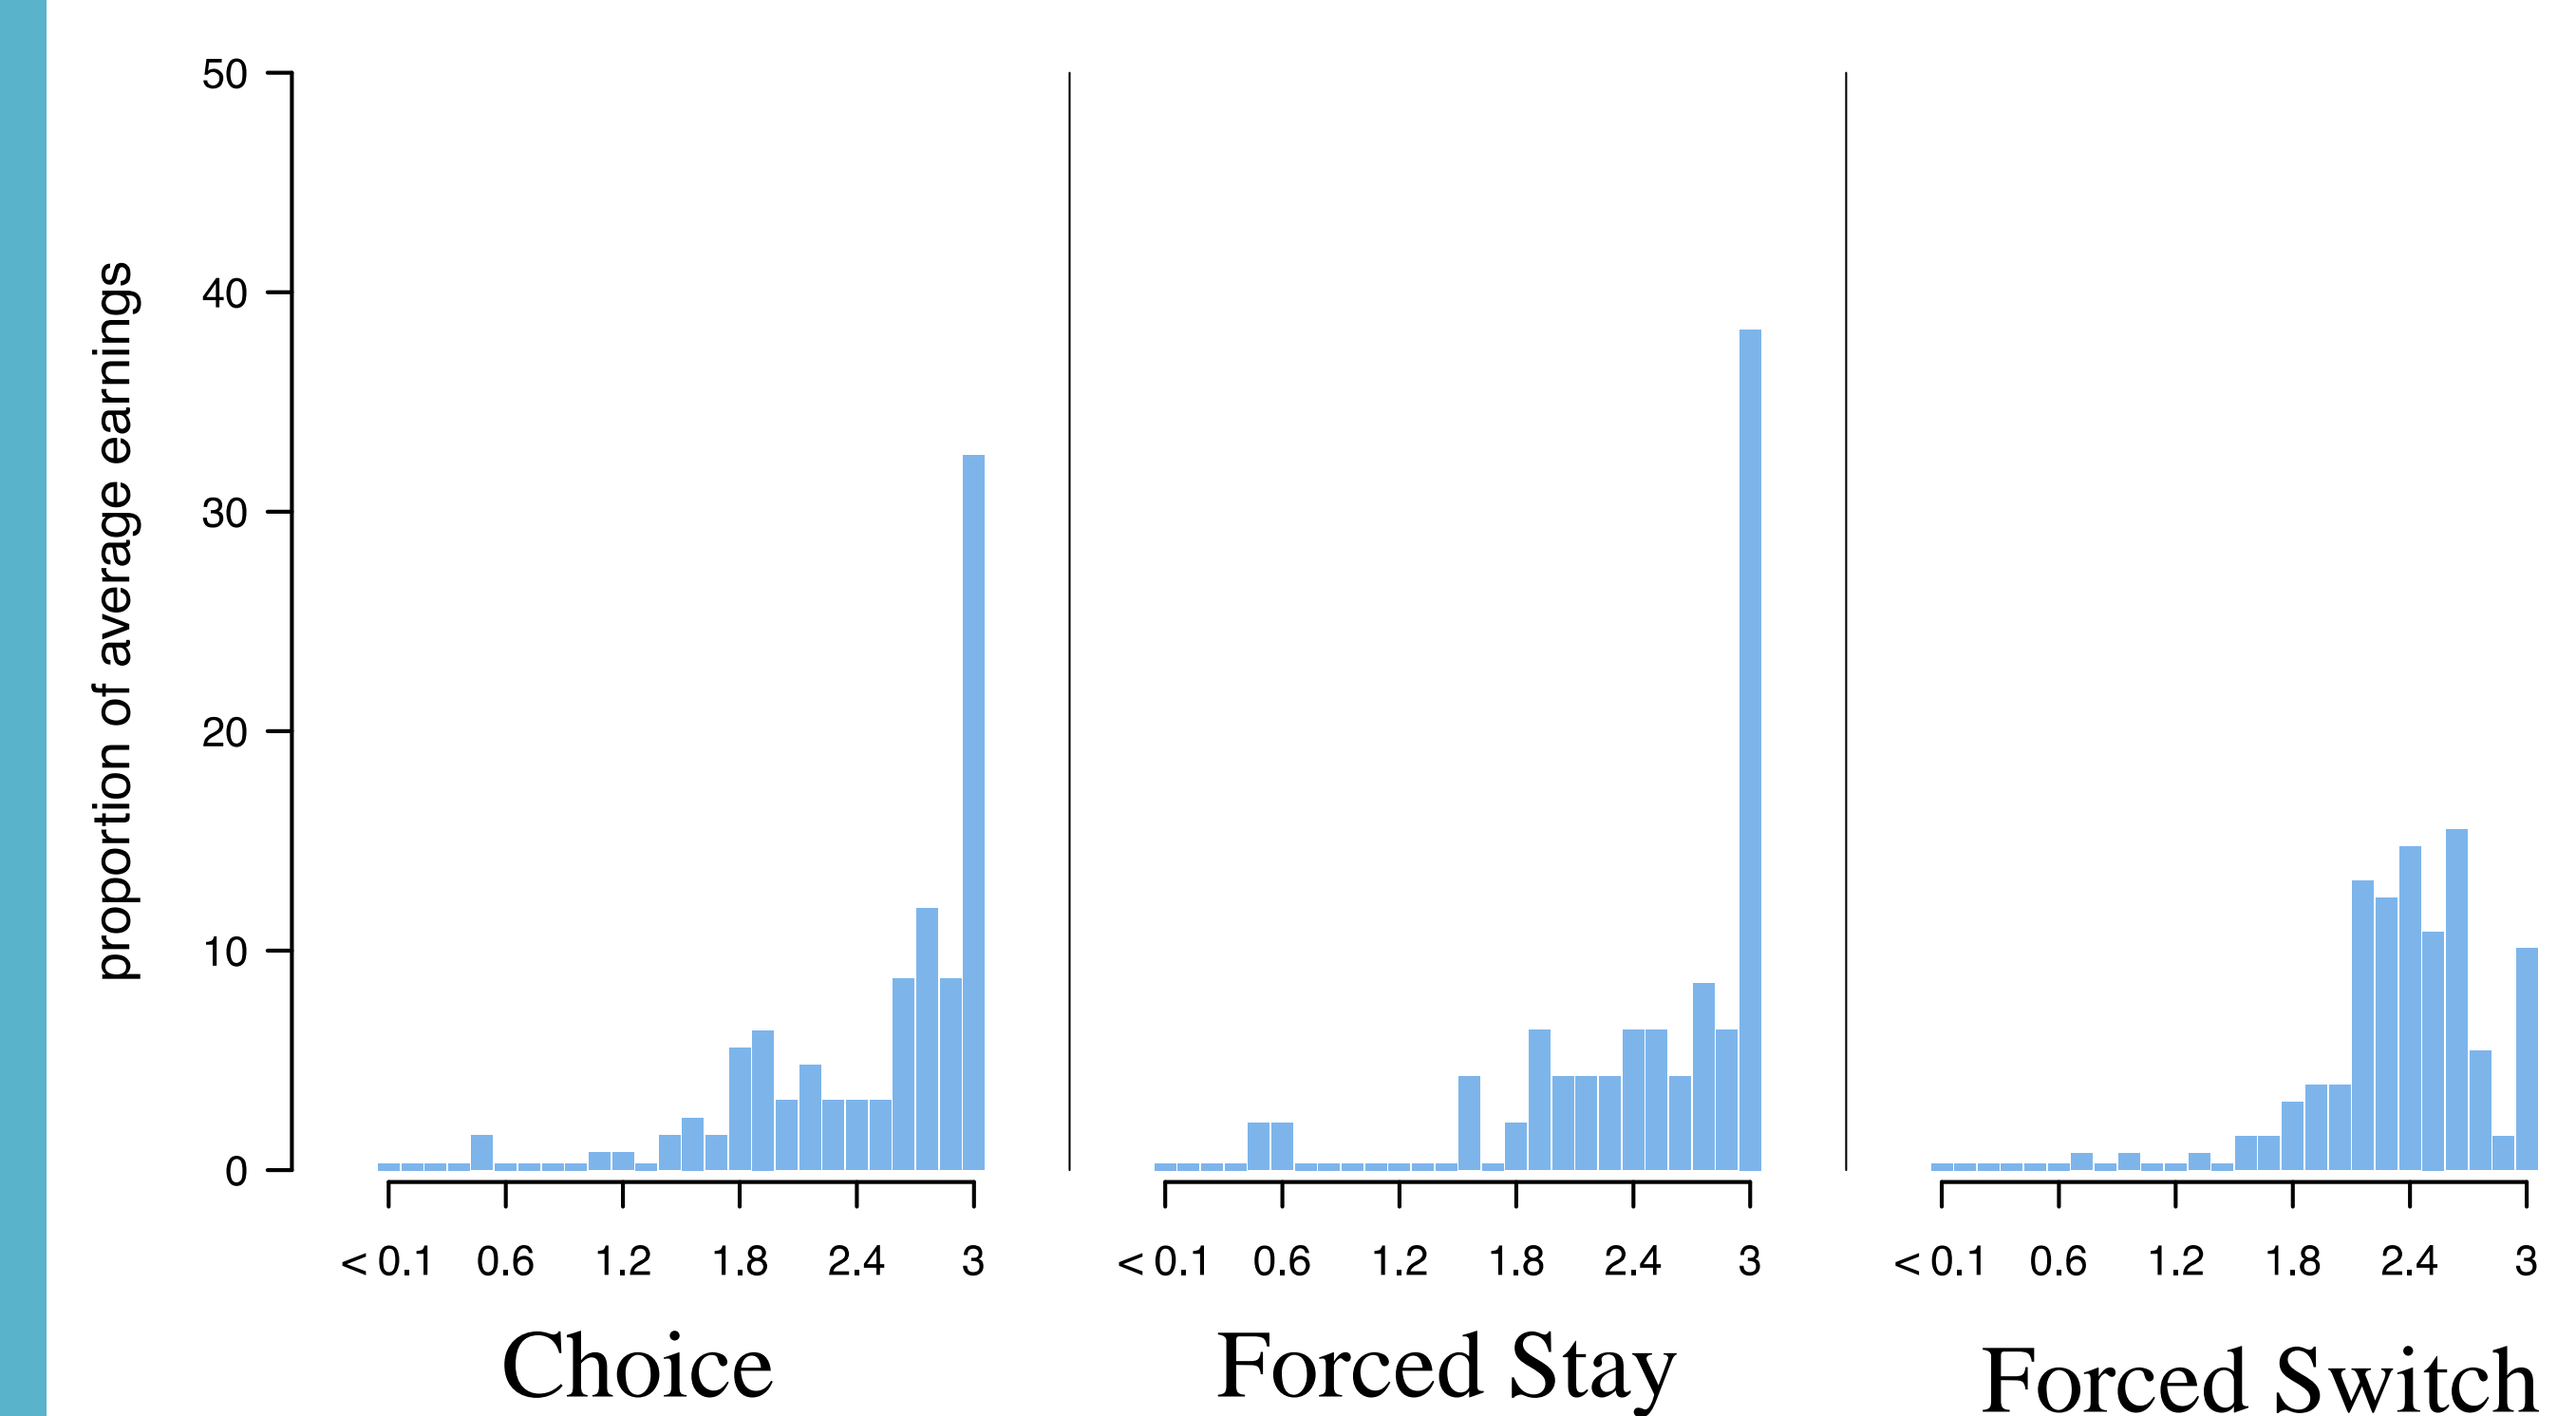 proportion of average earnings
50
40
30
20
10
0
< 0.1 0.6 1.2 1.8 2.4 3
< 0.1 0.6 1.2 1.8 2.4 3
< 0.1 0.6 1.2 1.8 2.4 3
Choice
Forced Stay
Forced Switch